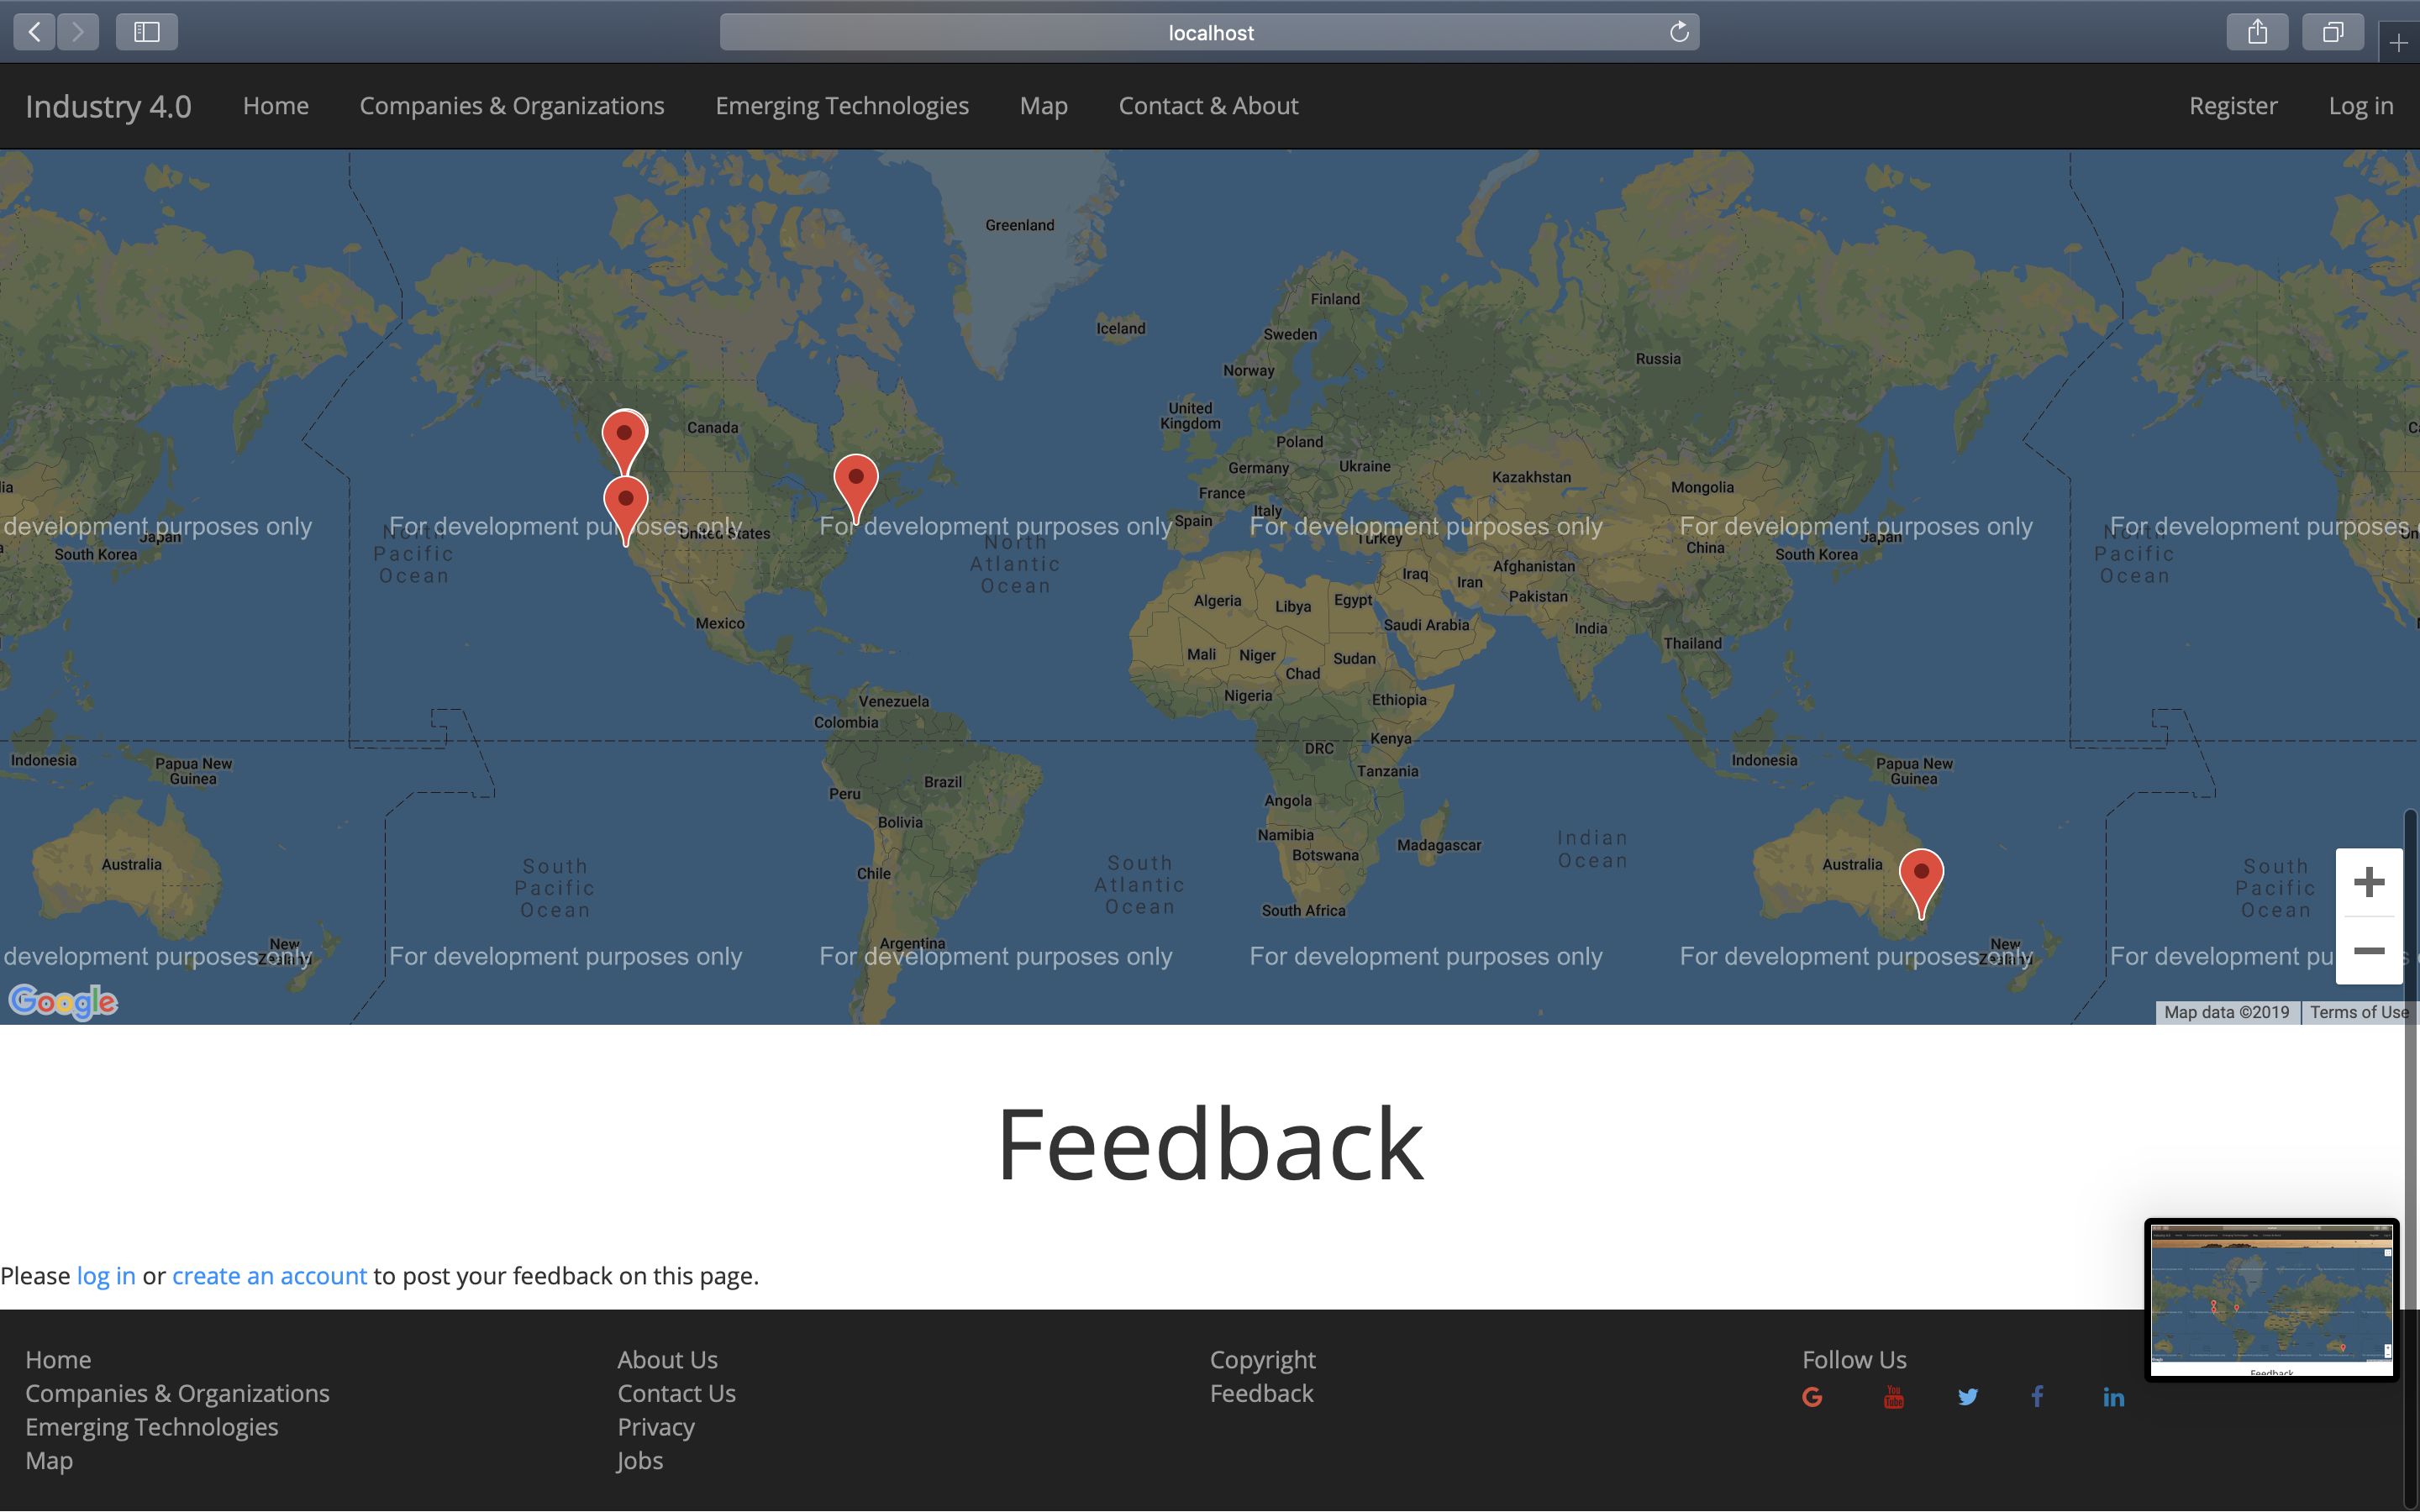 localhost
Industry 4.0 Home Companies & Organizations Emerging Technologies Map Contact & About Register Log in
Greenland
Finland
Iceland
Sweden
Russia
Norway
United
Kingdom
Canada
Poland
Germany
Ukraine
Kazakhstan
Mongolia
France
Italy
Spain
development purposes only
For development purposes only
For development purposes only
For development purposes only
For development purposes only
For development purposes
United States
Turkey
Japan
Japan
South Korea
China
South Korea
North
Pacific
Ocean
North
Atlantic
Ocean
North
Pacific
Ocean
Iraq
Iran
Afghanistan
Pakistan
Algeria
Libya
Egypt
Saudi Arabia
India
Mexico
Thailand
Mali
Niger
Sudan
Chad
Nigeria
Ethiopia
Venezuela
Colombia
Kenya
DRC
Indonesia
Papua New
Guinea
Tanzania
Indonesia
Papua New
Guinea
Brazil
Peru
Angola
Bolivia
Namibia
Madagascar
Botswana
Indian
Ocean
Australia
Australia
Chile
South
Pacific
Ocean
South
Atlantic
Ocean
South
Pacific
Ocean
South Africa
Argentina
New
Zealand
New
Zealand
development purposes only
For development purposes only
For development purposes only
For development purposes only
For development purposes only
For development pu
Google
Map data ©2019 Terms of Use
Feedback
Please log in or create an account to post your feedback on this page.
Feedback
Home
Companies & Organizations
Emerging Technologies
Map
About Us
Contact Us
Privacy
Jobs
Copyright
Feedback
Follow Us
G You Tube f in